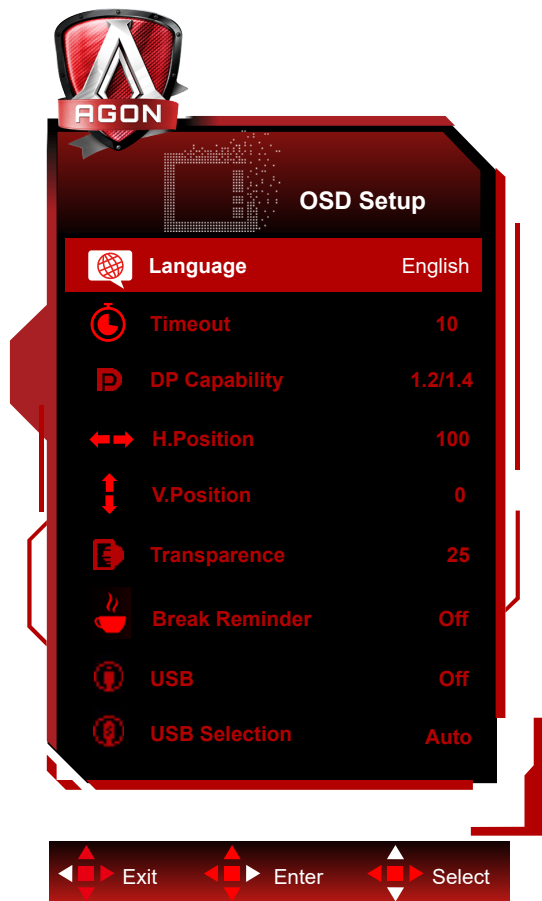 AGON
OSD Setup
Language English
Timeout 10
DP Capability 1.2/1.4
H.Position 100
V.Position 0
Transparence 25
Break Reminder Off
USB Off
USB Selection Auto
Exit Enter Select